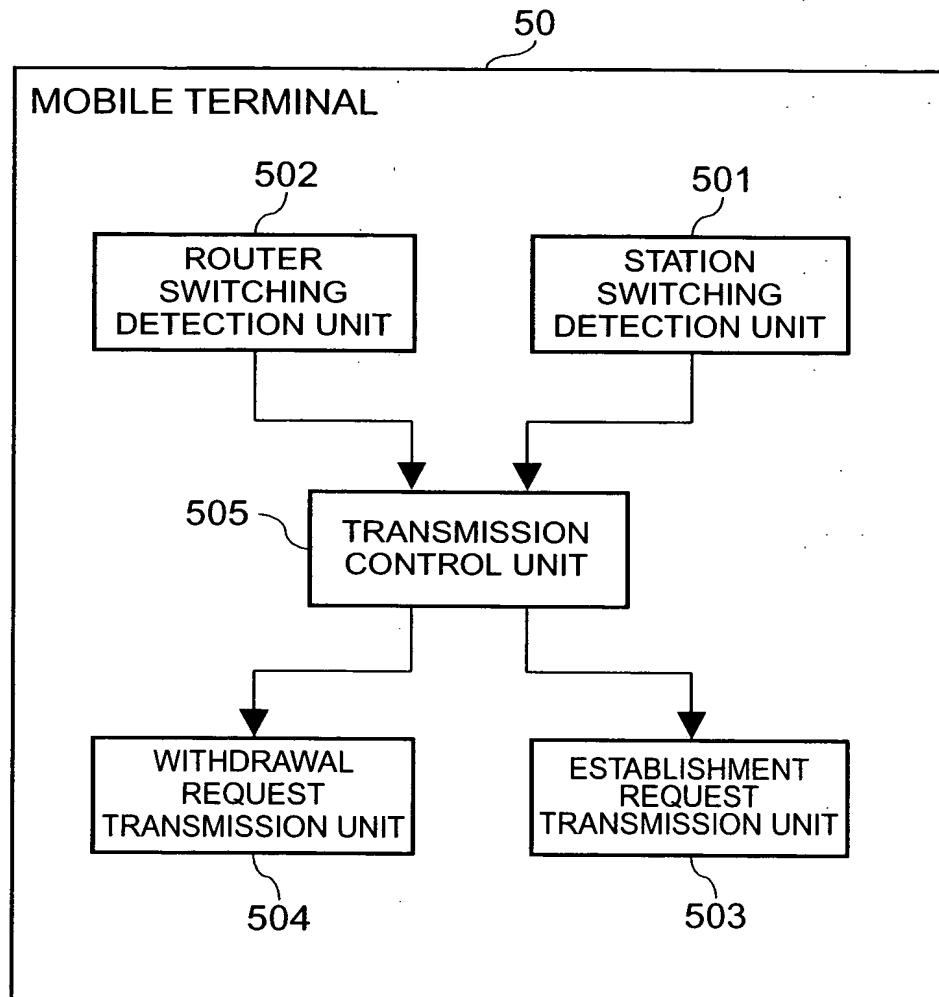 50
MOBILE TERMINAL
502
501
ROUTER
SWITCHING
DETECTION UNIT
STATION
SWITCHING
DETECTION UNIT
505
TRANSMISSION
CONTROL UNIT
WITHDRAWAL
REQUEST
TRANSMISSION UNIT
ESTABLISHMENT
REQUEST
TRANSMISSION UNIT
504
503